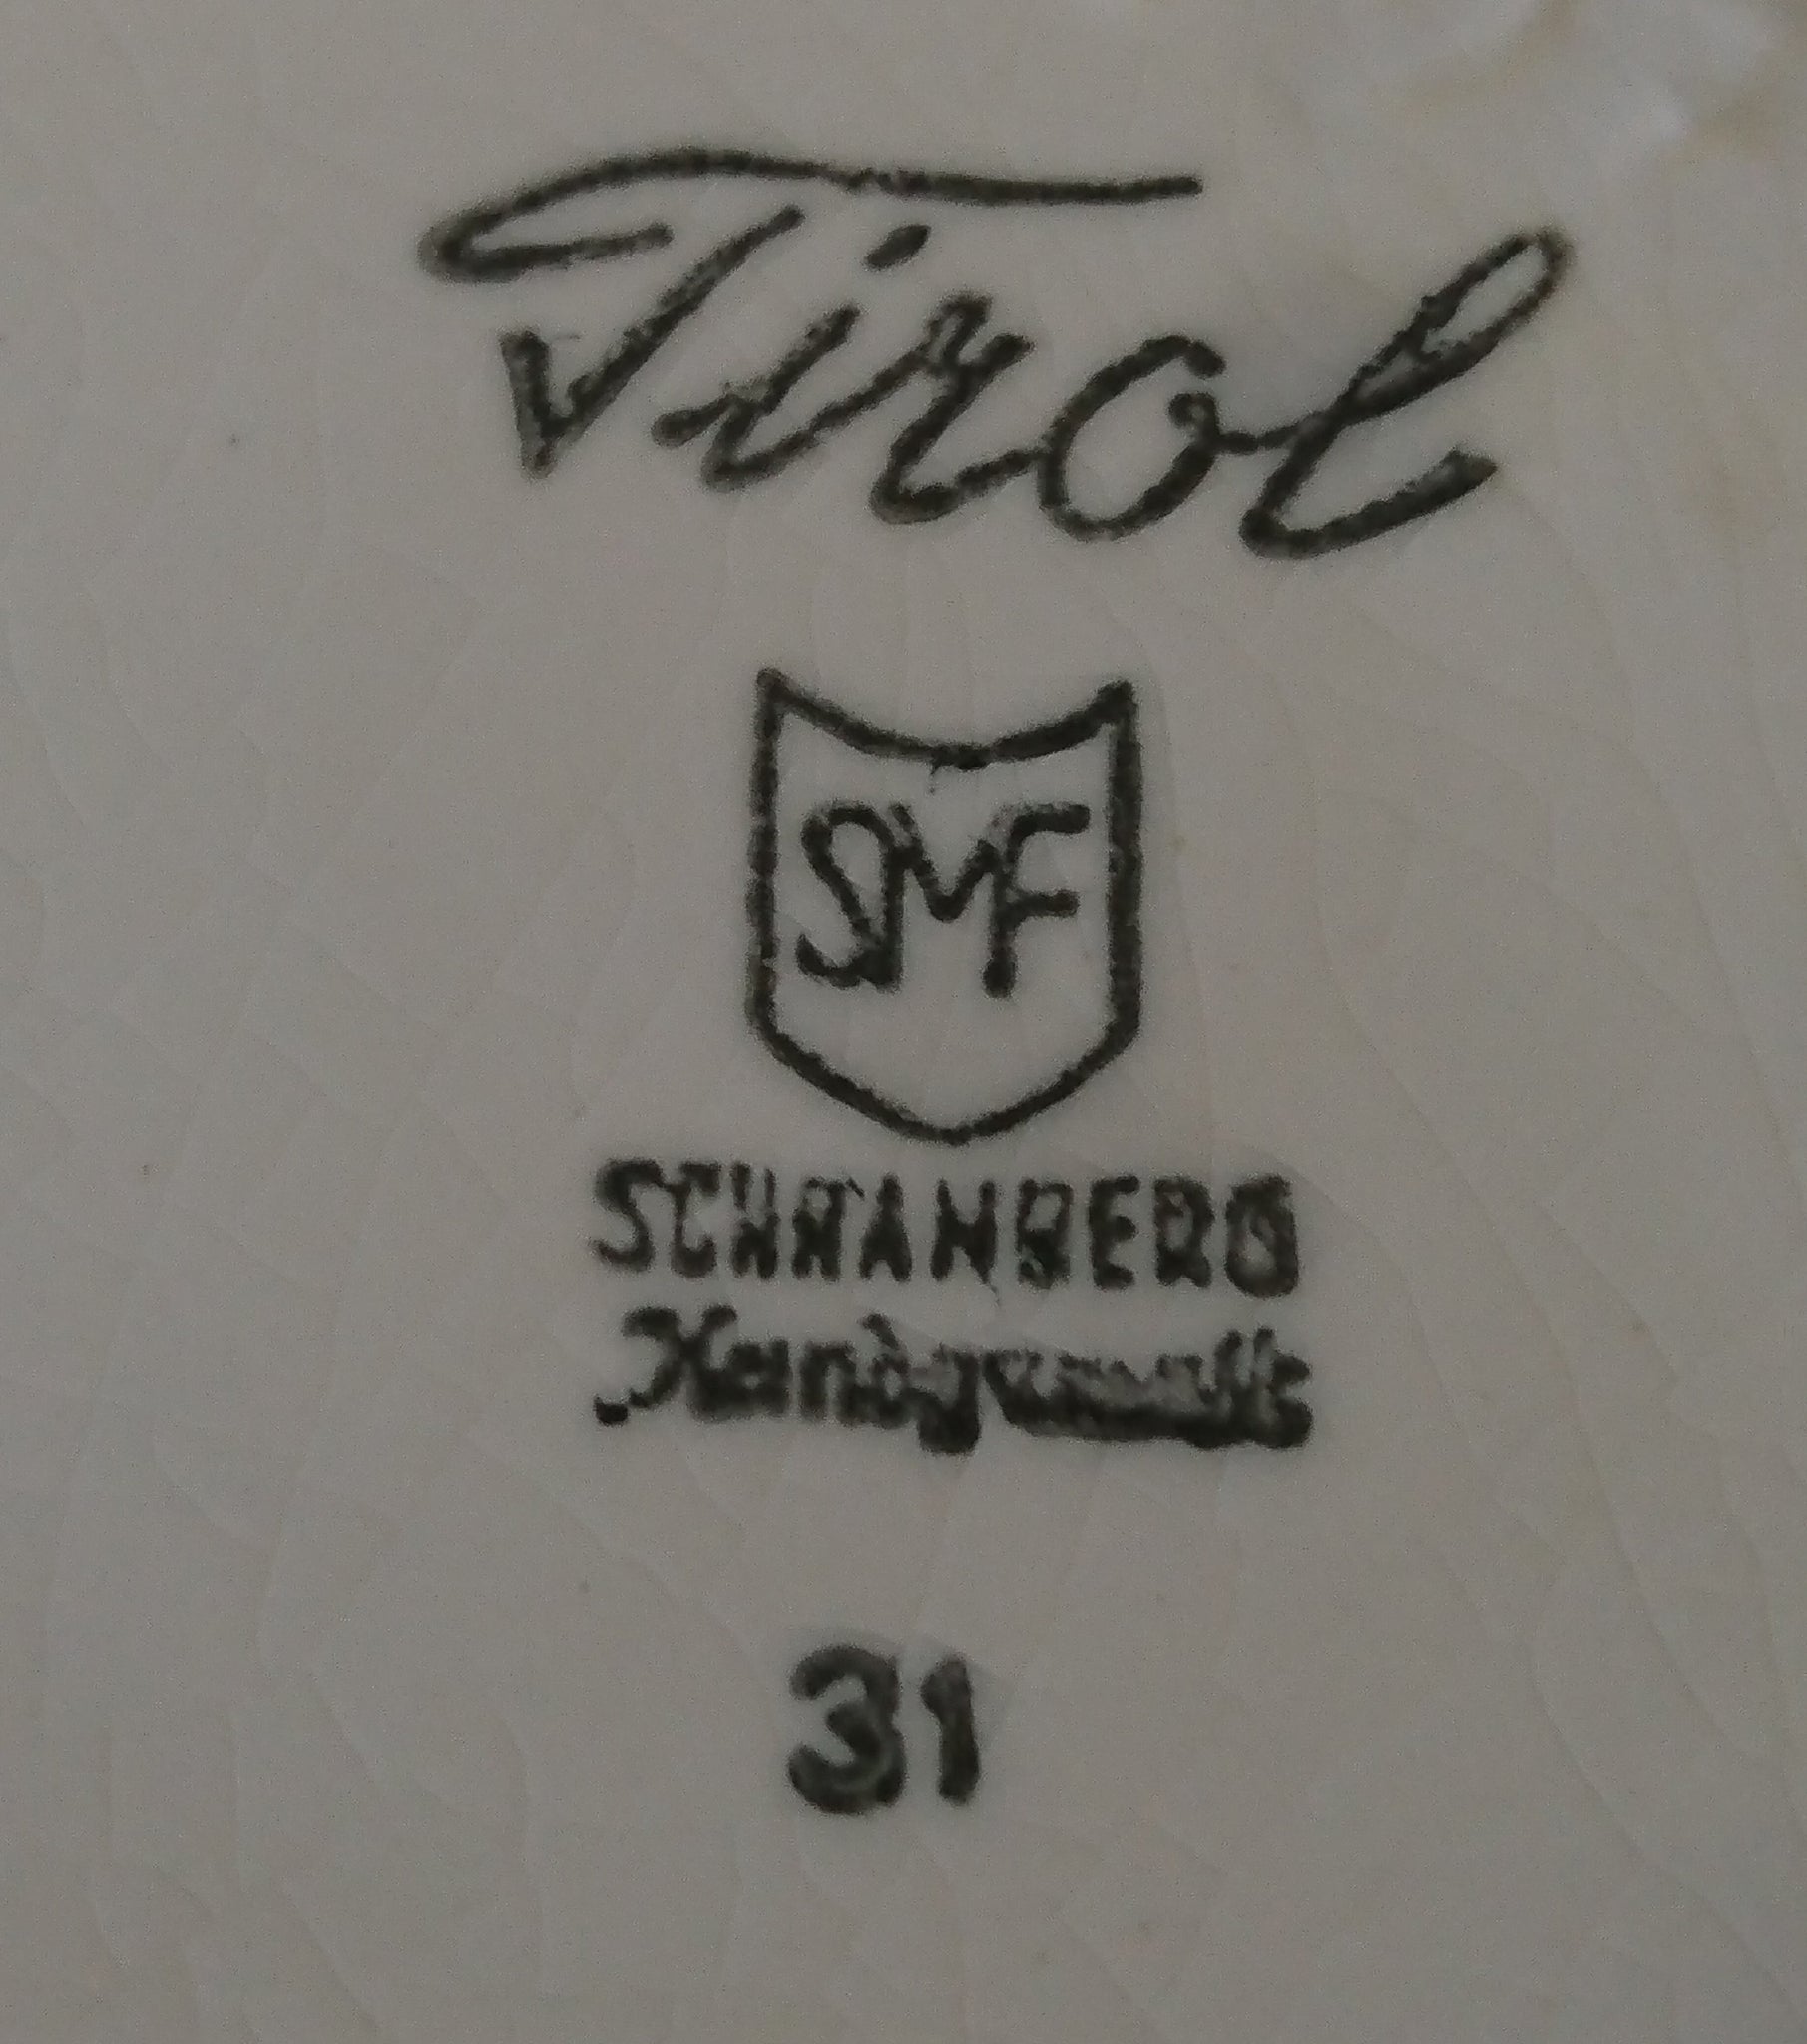 Tirol
SMF
SCHRAMBERG
Handgemalt
31